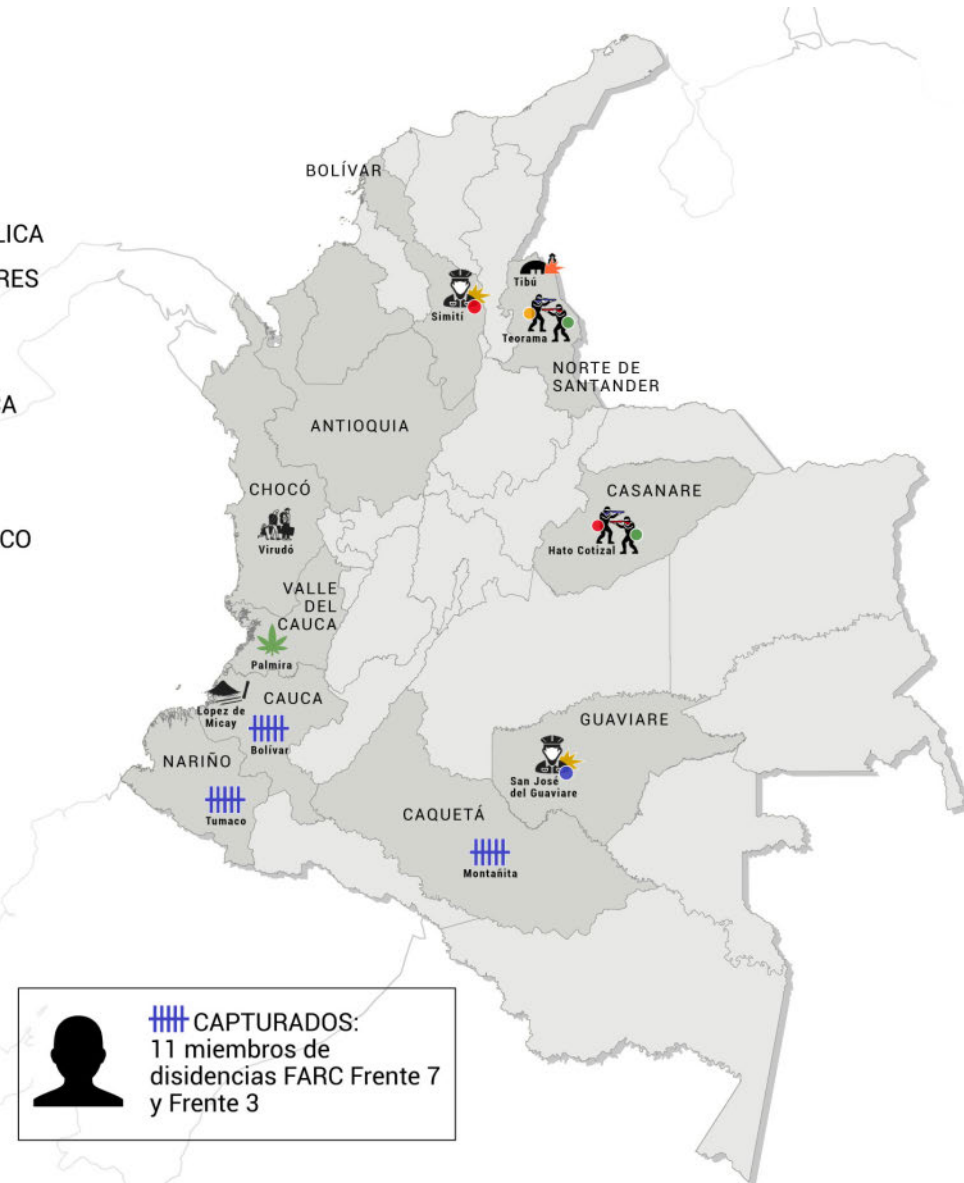 BOLÍVAR
LICA
RES
Tibú
Simití
Teorama
NORTE DE
SANTANDER
CA
ANTIOQUIA
CHOCÓ
CASANARE
Virudó
Hato Cotizal
CO
VALLE
DEL
CAUCA
Palmira
CAUCA
López de
Micay
GUAVIARE
Bolívar
NARIÑO
San José
del Guaviare
Tumaco
CAQUETÁ
Montañita
CAPTURADOS:
11 miembros de
disidencias FARC Frente 7
y Frente 3